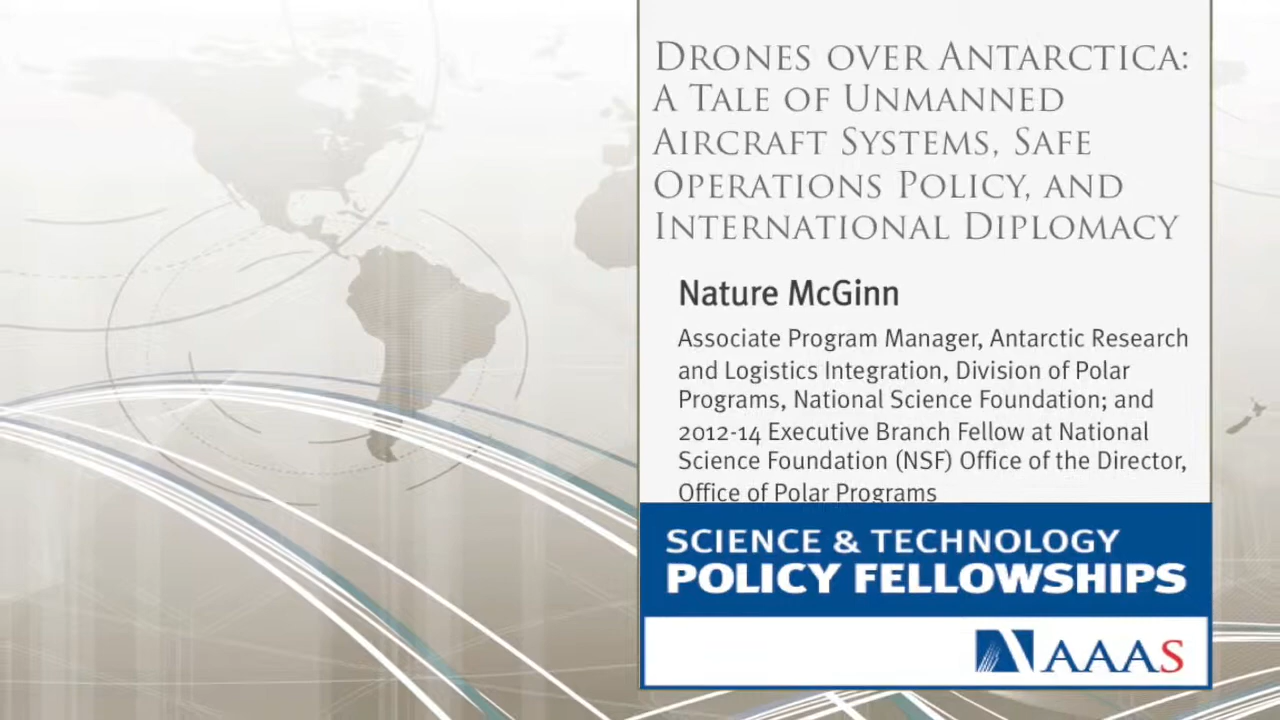 DRONES OVER ANTARCTICA:
A TALE OF UNMANNED
AIRCRAFT SYSTEMS, SAFE
OPERATIONS POLICY, AND
INTERNATIONAL DIPLOMACY
Nature McGinn
Associate Program Manager, Antarctic Research
and Logistics Integration, Division of Polar
Programs, National Science Foundation; and
2012-14 Executive Branch Fellow at National
Science Foundation (NSF) Office of the Director,
Office of Polar Programs
SCIENCE & TECHNOLOGY
POLICY FELLOWSHIPS
AAAS